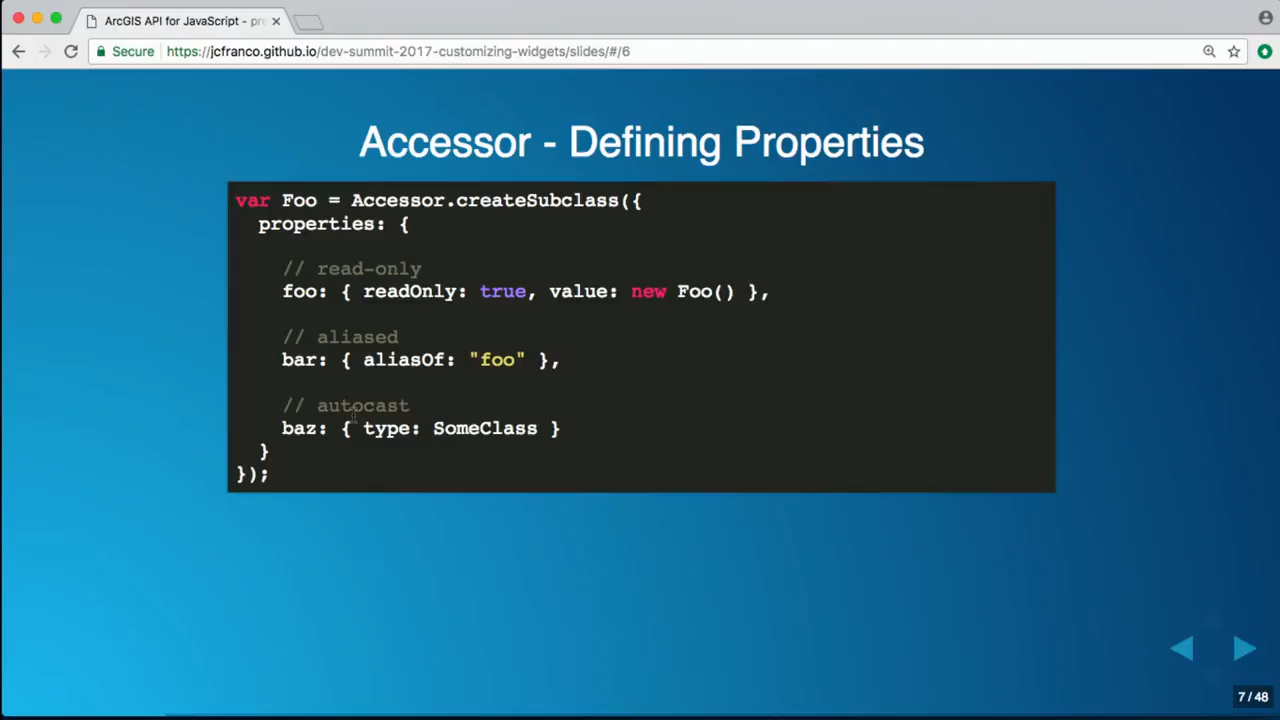 ArcGIS API for JavaScript - pre
Secure
https://jcfranco.github.io/dev-summit-2017-customizing-widgets/slides/#/6
Accessor - Defining Properties
var Foo = Accessor.createSubclass({
properties: {
// read-only
foo: { readOnly: true, value: new Foo() },
// aliased
bar: { aliasOf: "foo" },
// autocast
baz: { type: SomeClass }
}
});
7 / 48